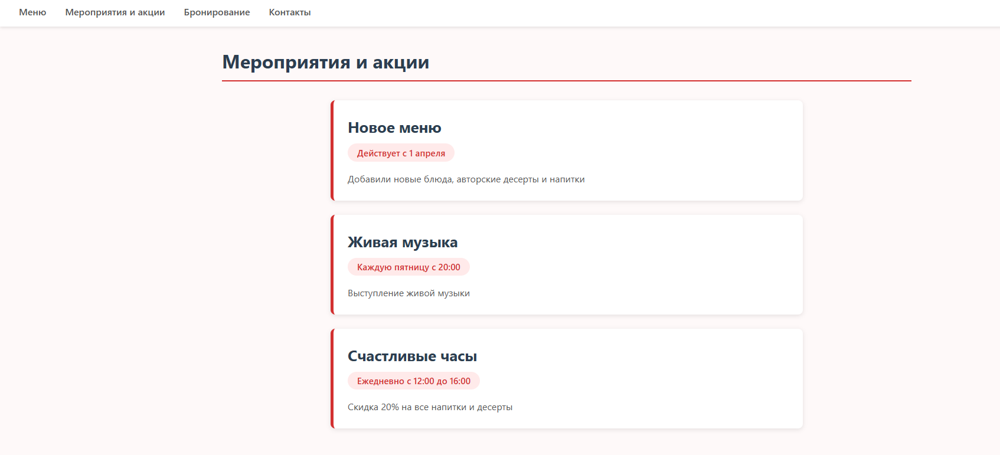 Меню Мероприятия и акции Бронирование Контакты
Мероприятия и акции
Новое меню
Действует с 1 апреля
Добавили новые блюда, авторские десерты и напитки
Живая музыка
Каждую пятницу с 20:00
Выступление живой музыки
Счастливые часы
Ежедневно с 12:00 до 16:00
Скидка 20% на все напитки и десерты